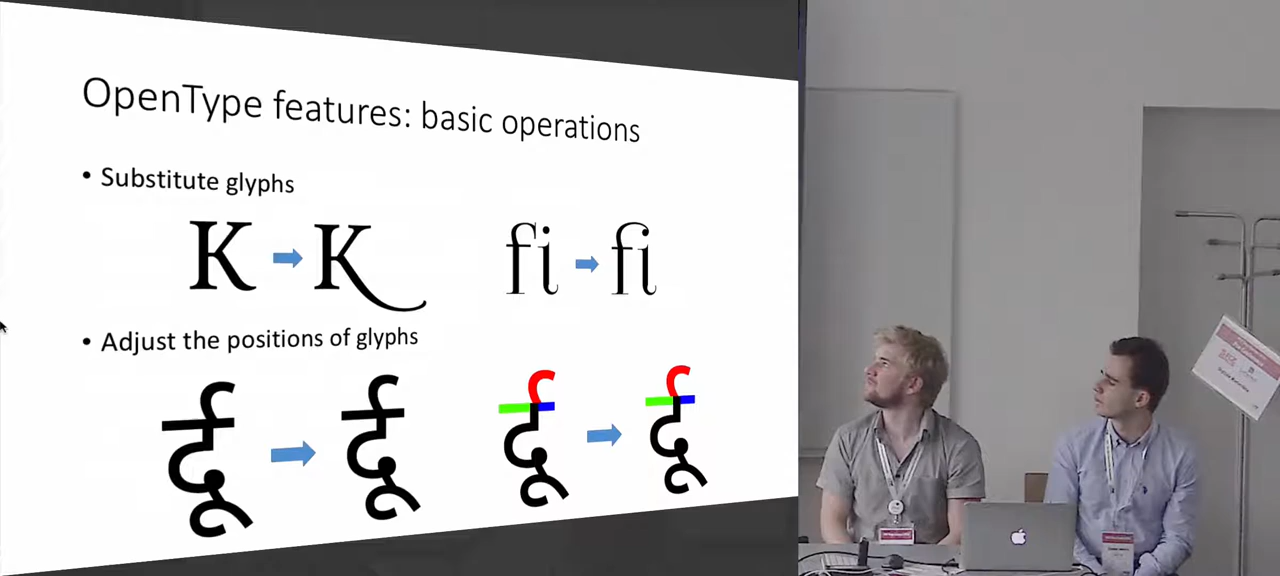 OpenType features: basic operations
• Substitute glyphs
K K fi fi
• Adjust the positions of glyphs
र्दू र्दू र्दू र्दू